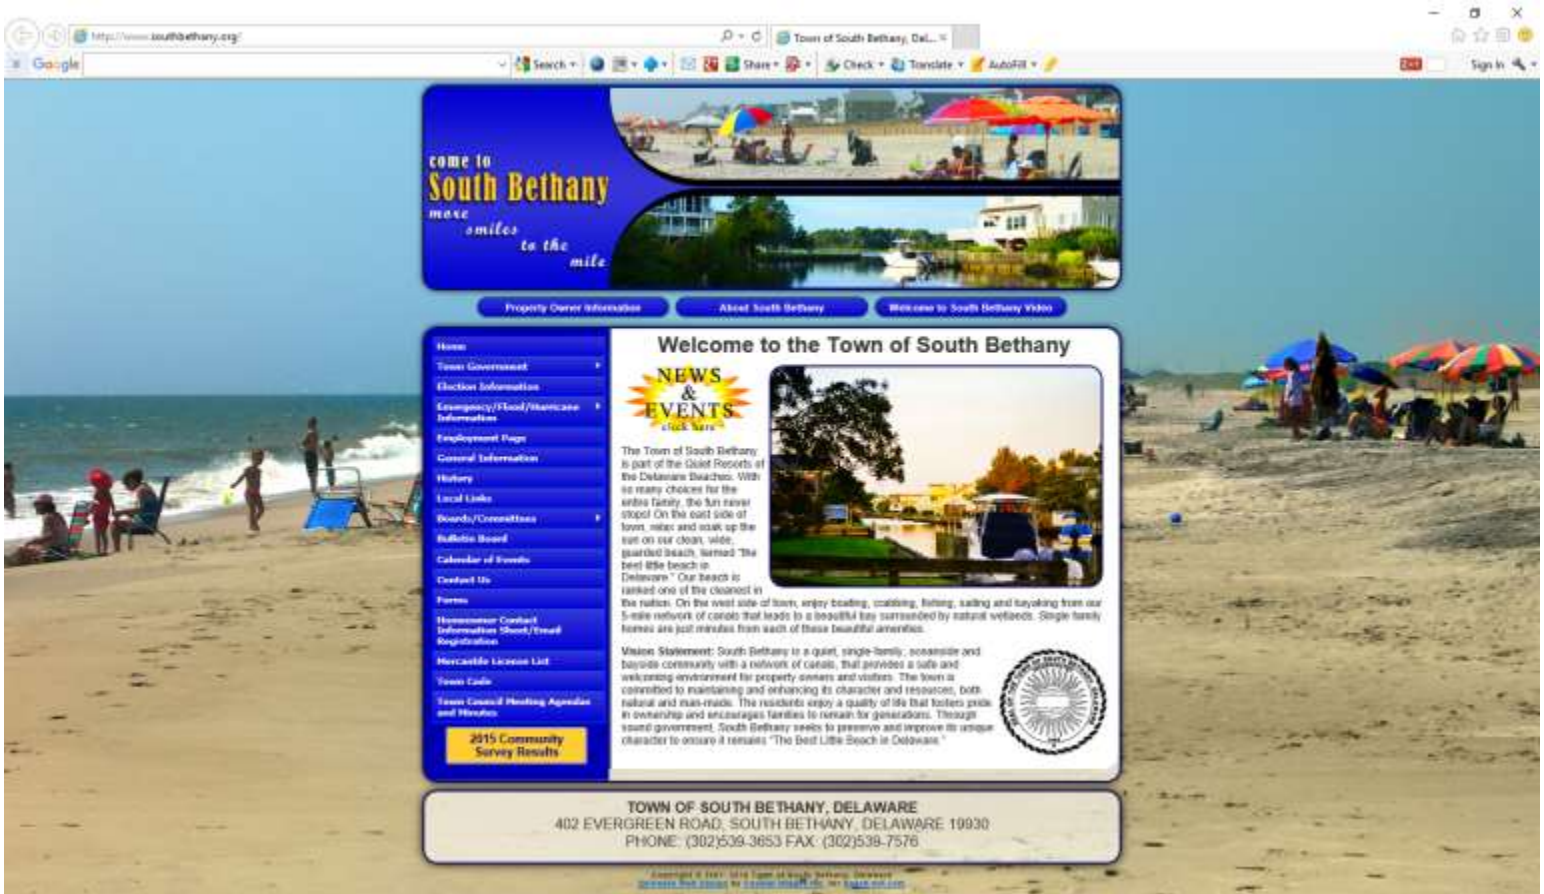 http://www.southbethany.org/
Town of South Bethany, Del...
Google
Search
Share
Check
Translate
AutoFill
Sign In
come to
South Bethany
more
smiles
to the
mile
Property Owner Information
About South Bethany
Welcome to South Bethany Video
Home
Town Government
Election Information
Emergency/Flood/Hurricane
Information
Employment Page
General Information
History
Local Links
Boards/Committees
Bulletin Board
Calendar of Events
Contact Us
Forms
Homeowner Contact
Information Sheet/Email
Registration
Mercantile License List
Town Code
Town Council Meeting Agendas
and Minutes
2015 Community
Survey Results
Welcome to the Town of South Bethany
NEWS
&
EVENTS
click here
The Town of South Bethany
is part of the Quiet Resorts of
the Delaware Beaches. With
so many choices for the
entire family, the fun never
stops! On the east side of
town, relax and soak up the
sun on our clean, wide,
guarded beach, termed "the
best little beach in
Delaware." Our beach is
ranked one of the cleanest in
the nation. On the west side of town, enjoy boating, crabbing, fishing, sailing and kayaking from our
5-mile network of canals that leads to a beautiful bay surrounded by natural wetlands. Single family
homes are just minutes from each of these beautiful amenities.
Vision Statement: South Bethany is a quiet, single-family, oceanside and
bayside community with a network of canals, that provides a safe and
welcoming environment for property owners and visitors. The town is
committed to maintaining and enhancing its character and resources, both
natural and man-made. The residents enjoy a quality of life that fosters pride
in ownership and encourages families to remain for generations. Through
sound government, South Bethany seeks to preserve and improve its unique
character to ensure it remains "The Best Little Beach in Delaware."
TOWN OF SOUTH BETHANY, DELAWARE
402 EVERGREEN ROAD, SOUTH BETHANY, DELAWARE 19930
PHONE: (302)539-3653 FAX: (302)539-7576
Town of South Bethany, Delaware